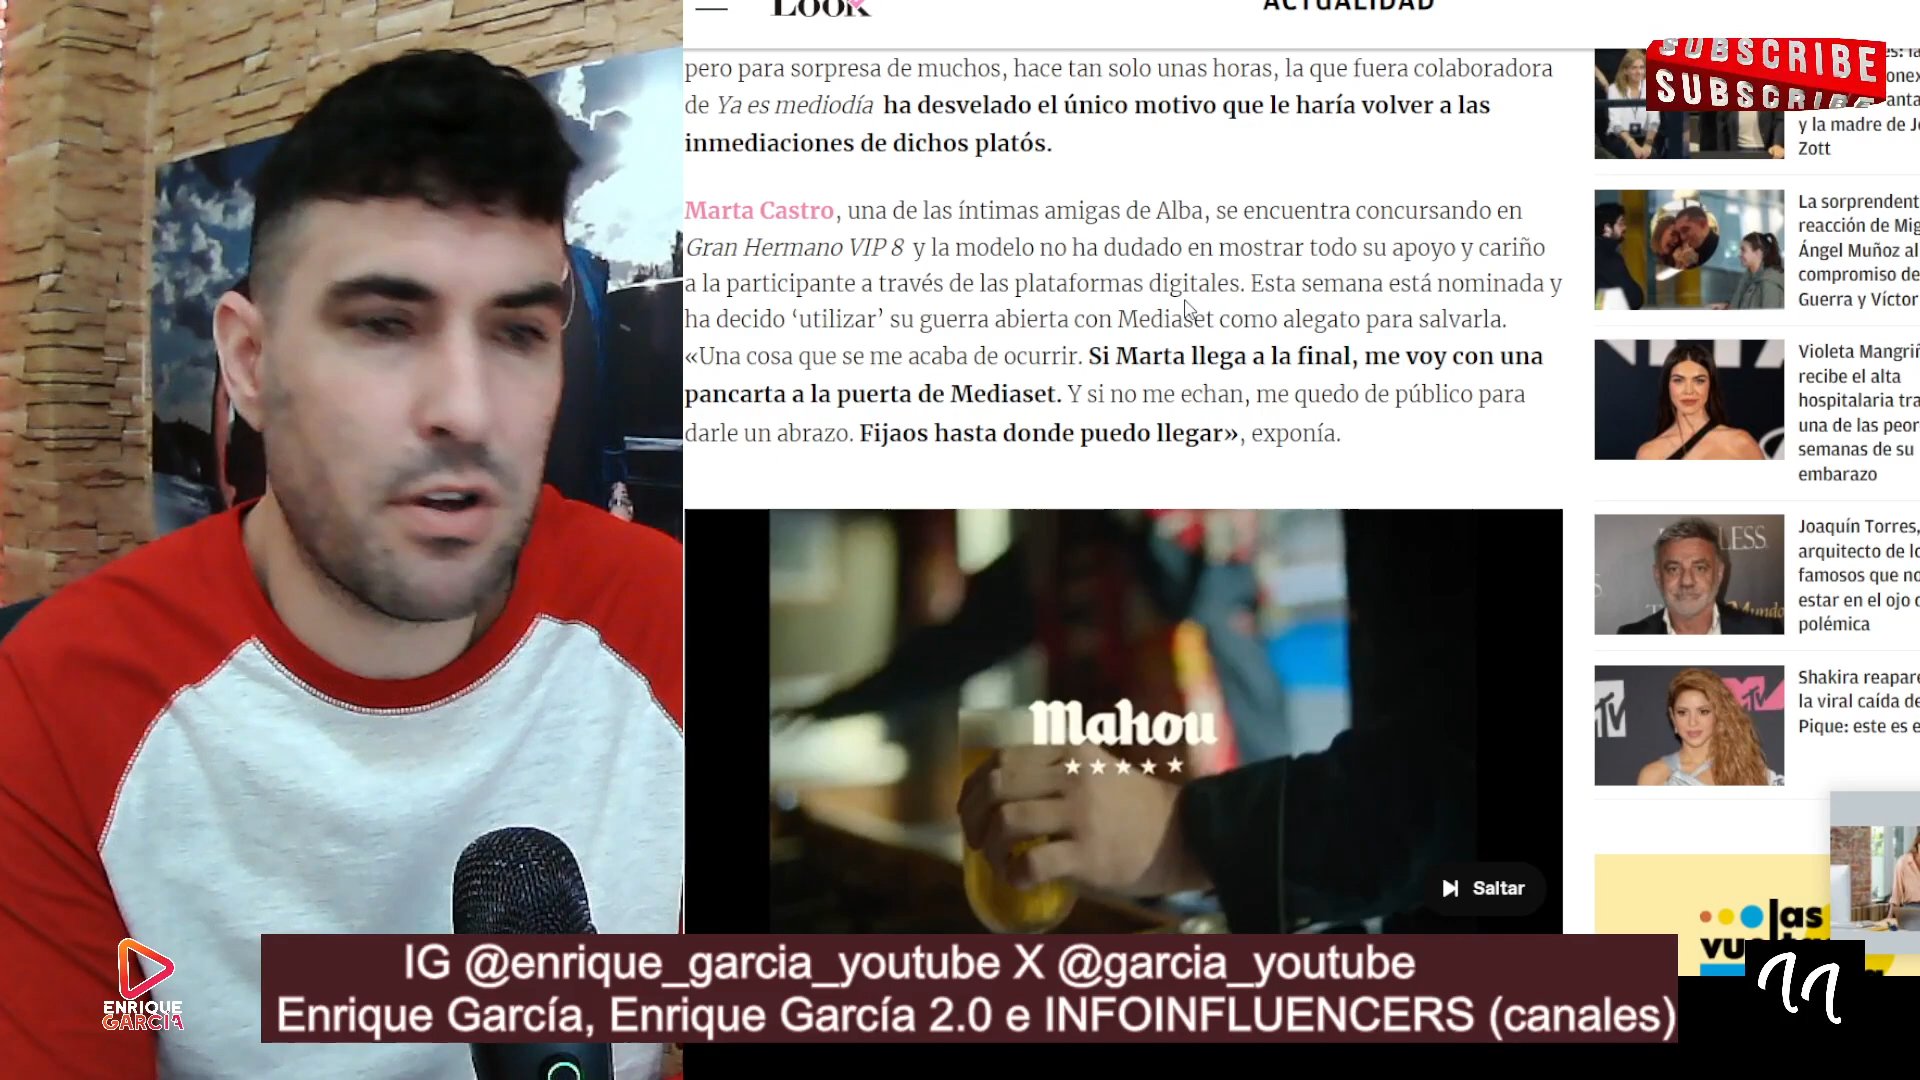 Look
ACTUALIDAD
pero para sorpresa de muchos, hace tan solo unas horas, la que fuera colaboradora
de Ya es mediodía ha desvelado el único motivo que le haría volver a las
inmediaciones de dichos platós.
Marta Castro, una de las íntimas amigas de Alba, se encuentra concursando en
Gran Hermano VIP 8 y la modelo no ha dudado en mostrar todo su apoyo y cariño
a la participante a través de las plataformas digitales. Esta semana está nominada y
ha decido ‘utilizar’ su guerra abierta con Mediaset como alegato para salvarla.
«Una cosa que se me acaba de ocurrir. Si Marta llega a la final, me voy con una
pancarta a la puerta de Mediaset. Y si no me echan, me quedo de público para
darle un abrazo. Fijaos hasta donde puedo llegar», exponía.
Mahou
Saltar
SUBSCRIBE
SUBSCRIBE
y la madre de J
Zott
La sorprendent
reacción de Mig
Ángel Muñoz al
compromiso de
Guerra y Víctor
Violeta Mangriñ
recibe el alta
hospitalaria tra
una de las peor
semanas de su
embarazo
Joaquín Torres,
arquitecto de lo
famosos que no
estar en el ojo d
polémica
Shakira reapare
la viral caída de
Pique: este es e
las
ENRIQUE
GARCIA
IG @enrique_garcia_youtube X @garcia_youtube
Enrique García, Enrique García 2.0 e INFOINFLUENCERS (canales)